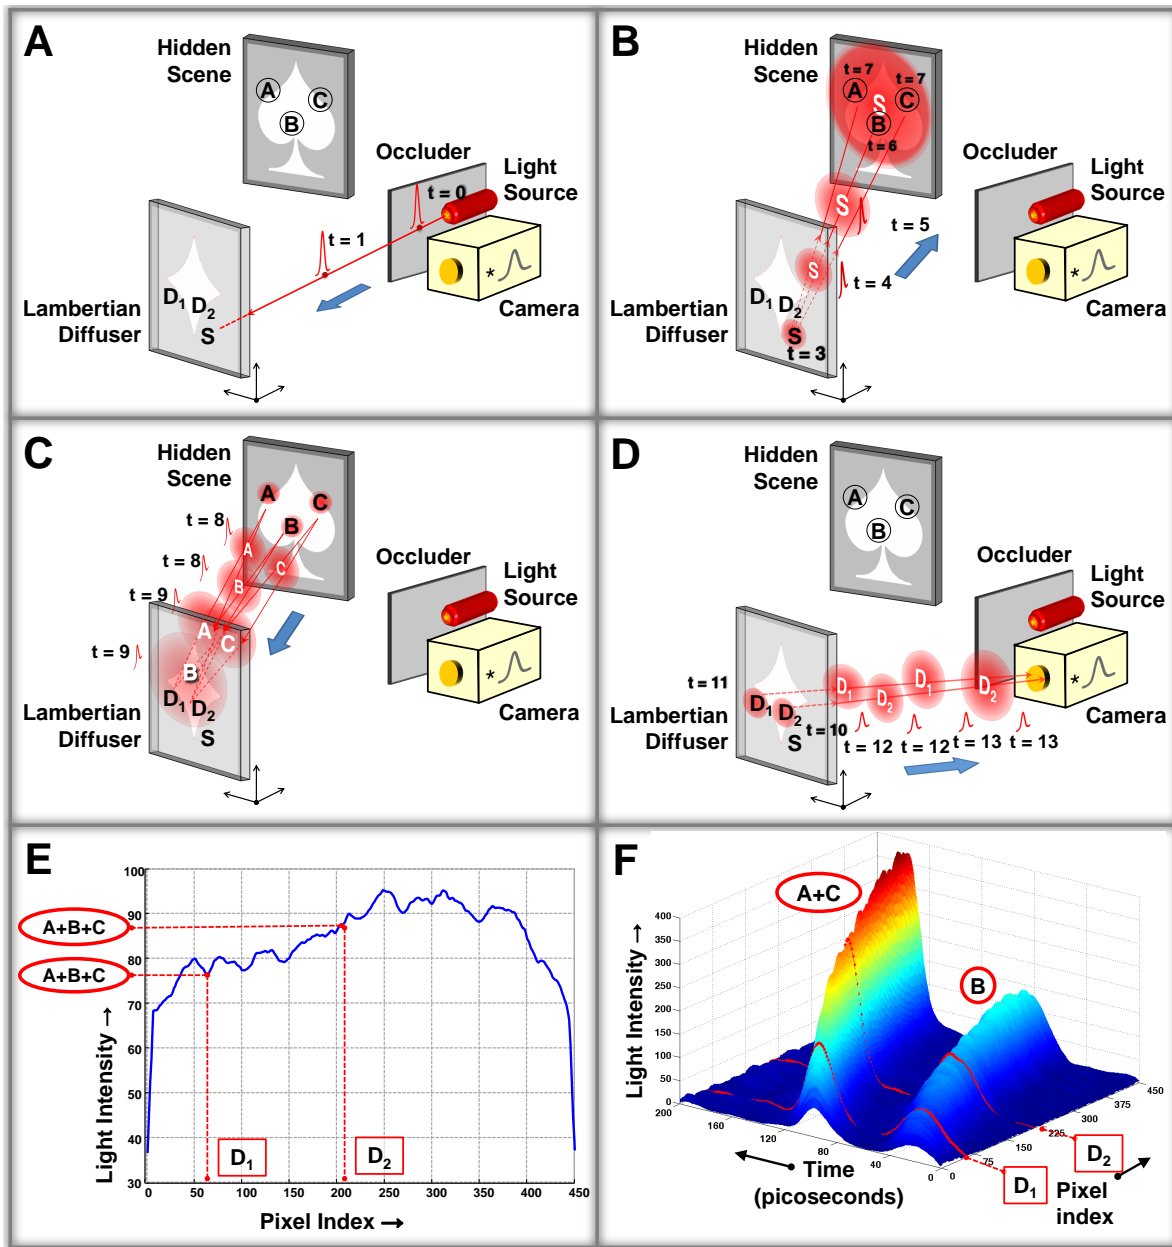 A
Hidden
Scene
A
C
B
Occluder
Light
Source
t = 0
t = 1
D1
D2
S
Lambertian
Diffuser
*
Camera
B
Hidden
Scene
t = 7
t = 7
A
S
C
B
t = 6
Occluder
Light
Source
S
t = 5
S
t = 4
D1
D2
S
t = 3
Lambertian
Diffuser
*
Camera
C
Hidden
Scene
A
C
B
t = 8
A
t = 8
C
B
Occluder
Light
Source
t = 9
A
C
t = 9
B
D1
D2
S
Lambertian
Diffuser
*
Camera
D
Hidden
Scene
A
C
B
Occluder
Light
Source
t = 11
D1
D2
D1
D2
D1
D2
S
t = 10
t = 12
t = 12
t = 13
t = 13
Lambertian
Diffuser
*
Camera
E
100
90
80
70
60
50
40
30
A+B+C
A+B+C
Light Intensity →
D1
D2
0 50 100 150 200 250 300 350 400 450
Pixel Index →
F
A+C
B
Light Intensity →
400
350
300
250
200
150
100
50
0
200
160
120
80
40
0
0
75
150
225
300
375
450
Time
(picoseconds)
D1
D2
Pixel
index